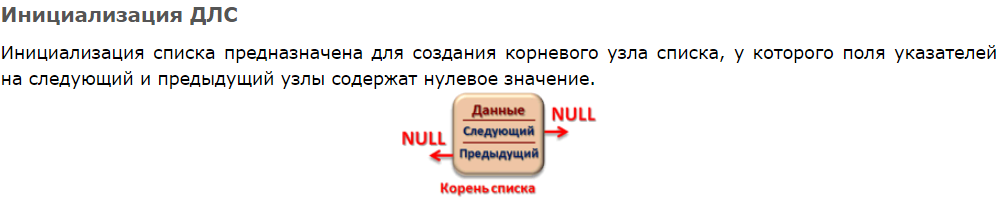 Инициализация ДЛС
Инициализация списка предназначена для создания корневого узла списка, у которого поля указателей
на следующий и предыдущий узлы содержат нулевое значение.
Данные
NULL
Следующий
NULL
Предыдущий
Корень списка